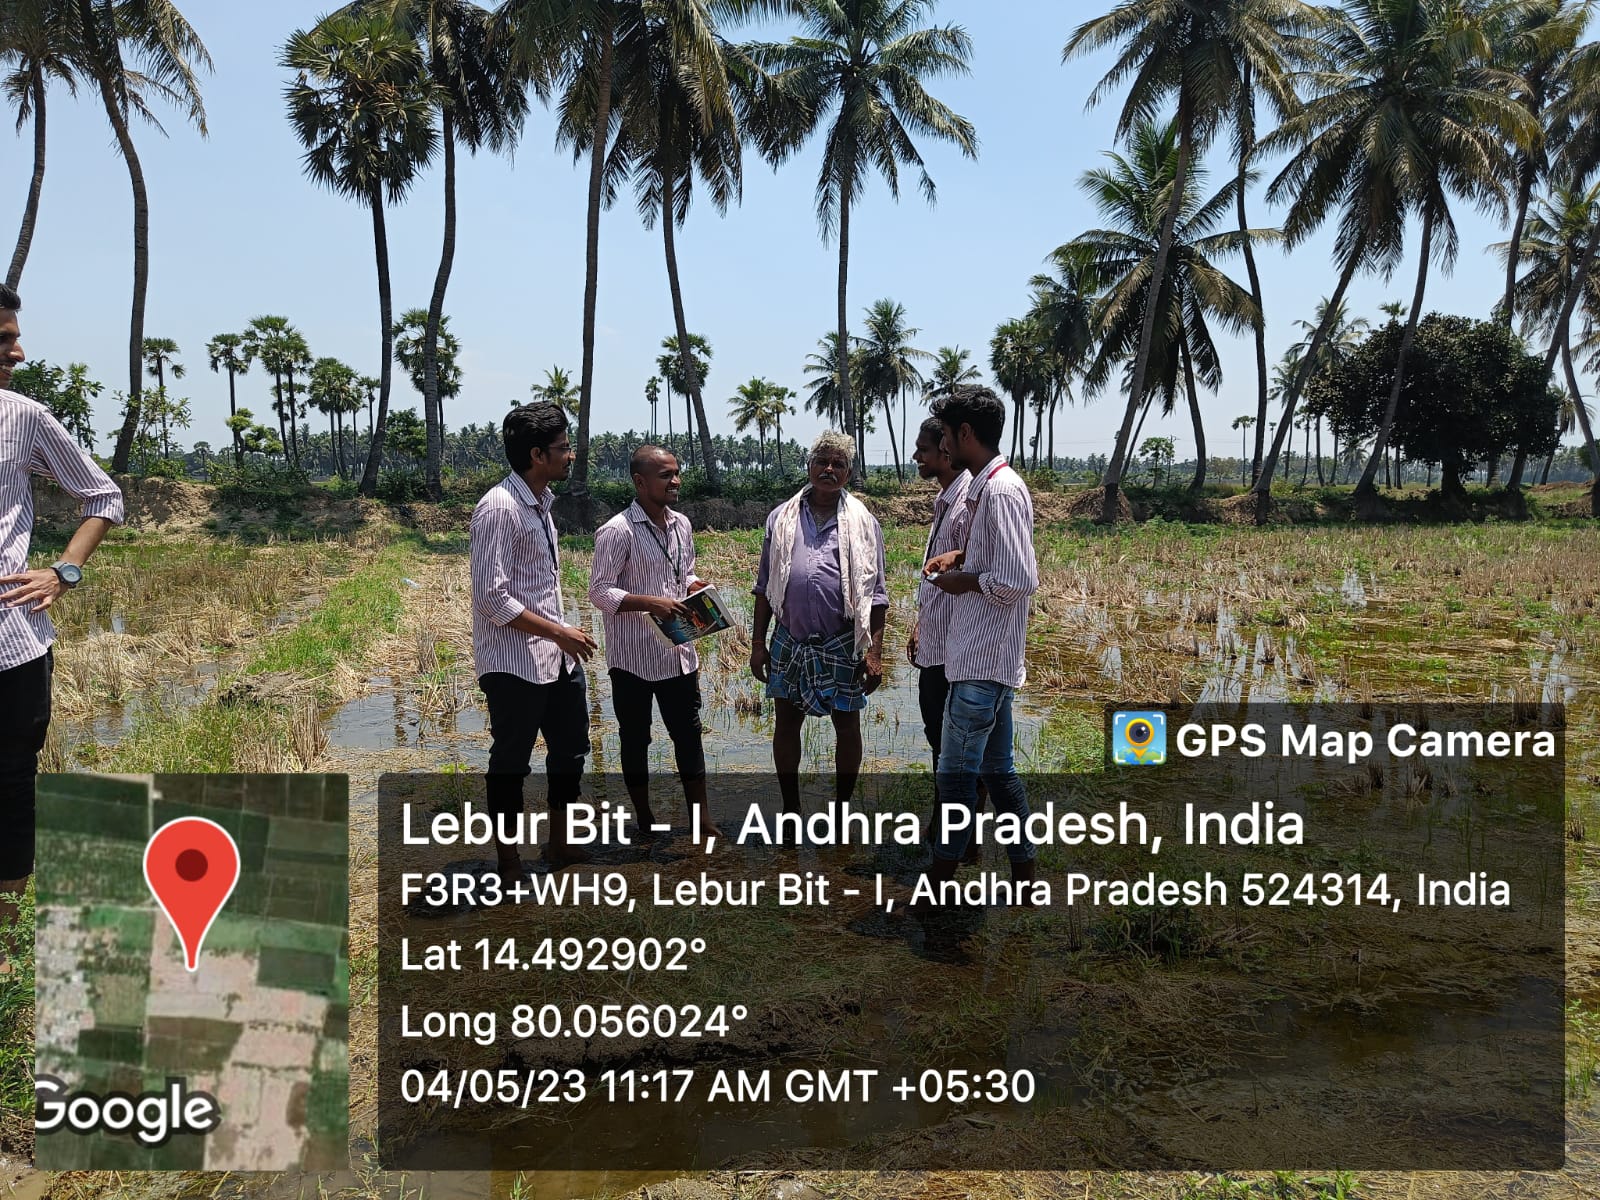 GPS Map Camera
Lebur Bit - I, Andhra Pradesh, India
F3R3+WH9, Lebur Bit - I, Andhra Pradesh 524314, India
Lat 14.492902°
Long 80.056024°
04/05/23 11:17 AM GMT +05:30
Google